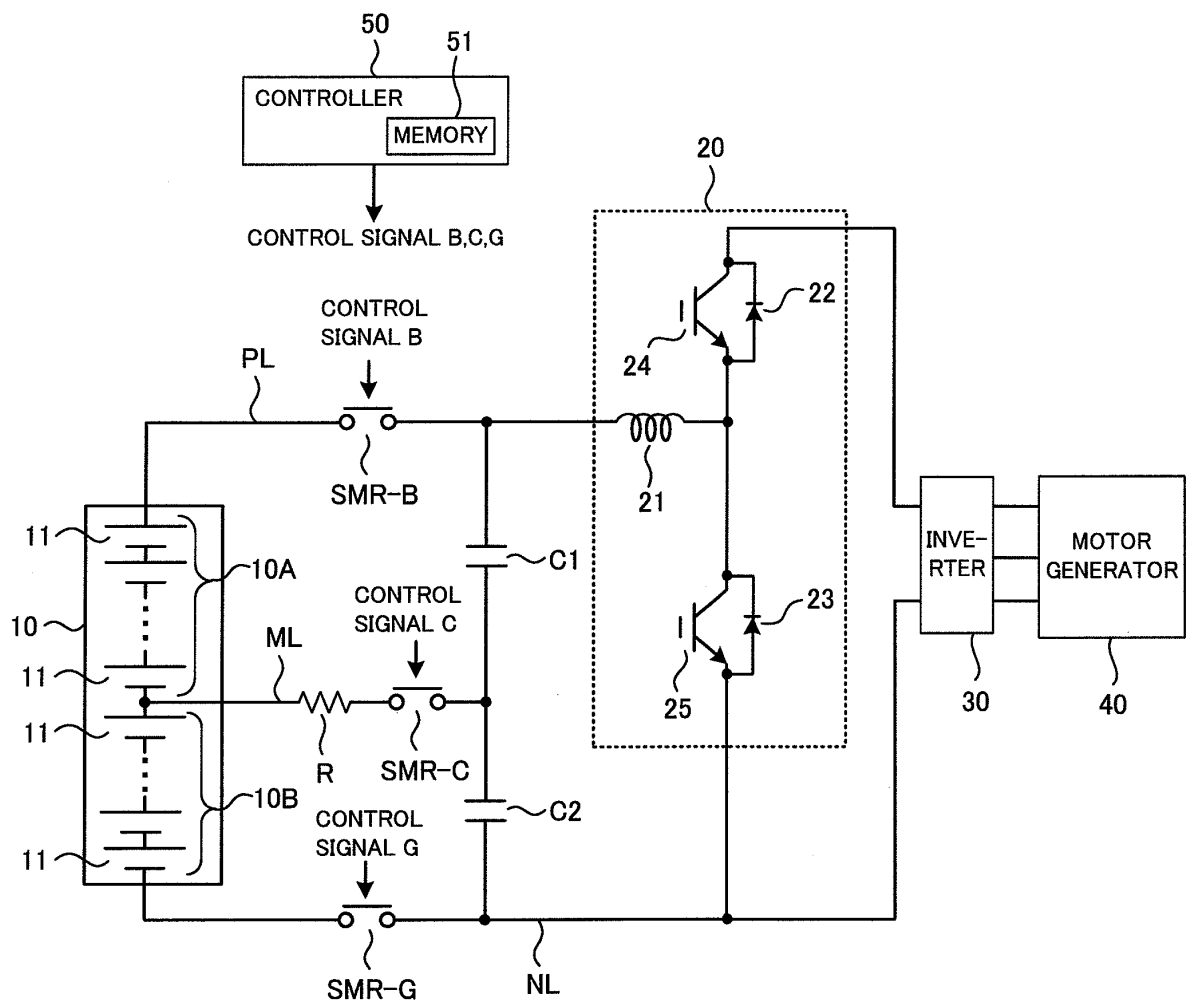 50
51
CONTROLLER
MEMORY
CONTROL SIGNAL B,C,G
20
CONTROL
SIGNAL B
22
24
PL
SMR-B
21
11
10A
C1
INVE-
RTER
MOTOR
GENERATOR
CONTROL
SIGNAL C
23
10
ML
11
25
30
40
11
R
SMR-C
10B
C2
CONTROL
SIGNAL G
11
SMR-G
NL